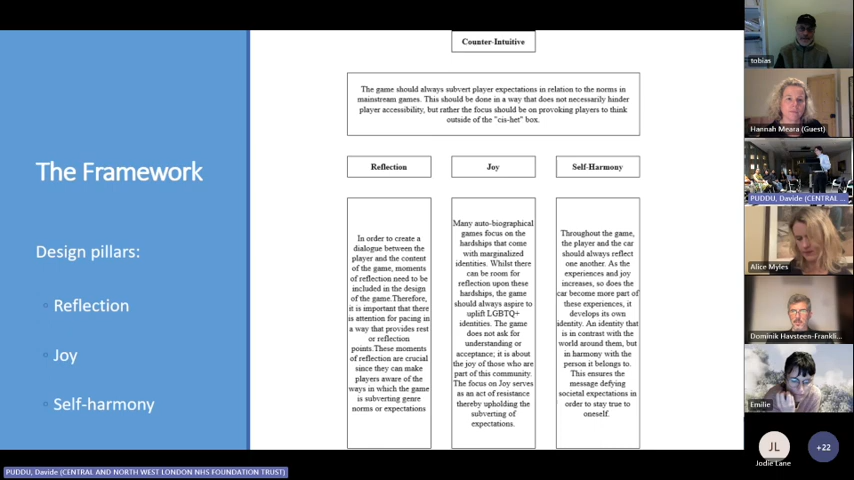 The Framework
Design pillars:
Reflection
Joy
Self-harmony
Counter-Intuitive
The game should always subvert player expectations in relation to the norms in
mainstream games. This should be done in a way that does not necessarily hinder
player accessibility, but rather the focus should be on provoking players to think
outside of the "cis-het" box.
Reflection
In order to create a
dialogue between the
player and the content
of the game, moments
of reflection need to be
included in the design
of the game.Therefore,
it is important that there
is attention for pacing in
a way that provides rest
or reflection
points.These moments
of reflection are crucial
since they can make
players aware of the
ways in which the game
is subverting genre
norms or expectations
Joy
Many auto-biographical
games focus on the
hardships that come
with marginalized
identities. Whilst there
can be room for
reflection upon these
hardships, the game
should always aspire to
uplift LGBTQ+
identities. The game
does not ask for
understanding or
acceptance; it is about
the joy of those who are
part of this community.
The focus on Joy serves
as an act of resistance
thereby upholding the
subverting of
expectations.
Self-Harmony
Throughout the game,
the player and the car
should always reflect
one another. As the
experiences and joy
increases, so does the
car become more part of
these experiences, it
develops its own
identity. An identity that
is in contrast with the
world around them, but
in harmony with the
person it belongs to.
This ensures the
message defying
societal expectations in
order to stay true to
oneself.
tobias
Hannah Meara (Guest)
PUDDU, Davide (CENTRAL ...
Alice Myles
Dominik Havsteen-Frankli...
Emilie
JL
Jodie Lane
+22
PUDDU, Davide (CENTRAL AND NORTH WEST LONDON NHS FOUNDATION TRUST)